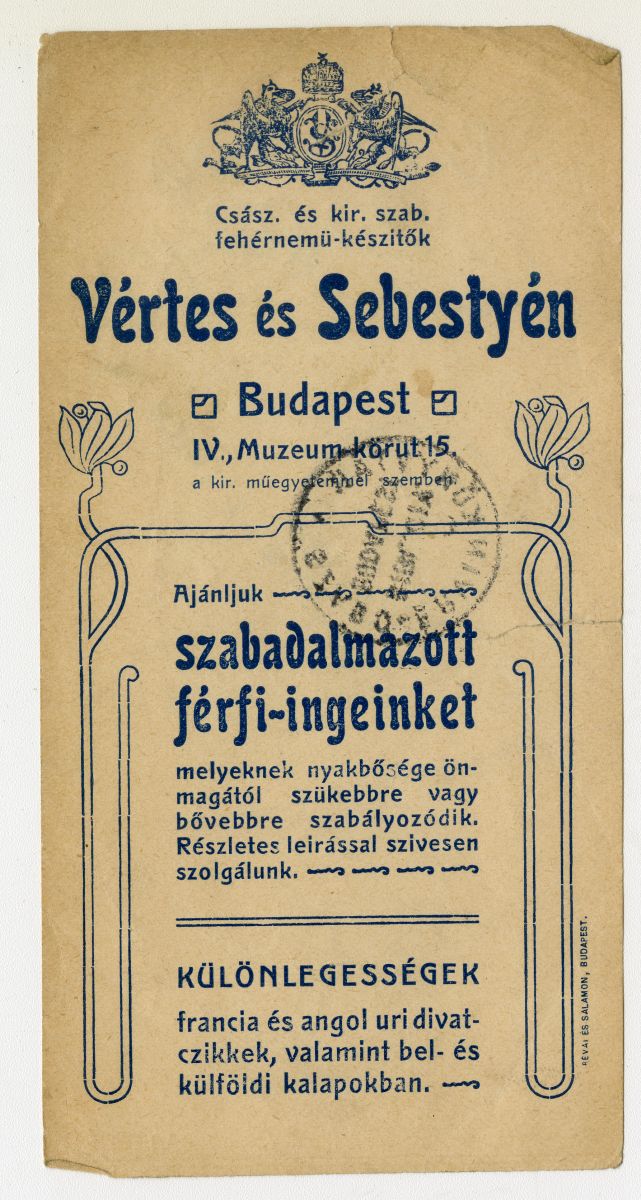 Csász. és kir. szab.
fehérnemü-készitők
Vértes és Sebestyén
Budapest
IV., Muzeum-körut 15.
a kir. műegyetemmel szemben.
Ajánljuk
szabadalmazott
férfi-ingeinket
melyeknek nyakbősége ön-
magától szükebbre vagy
bővebbre szabályozódik.
Részletes leirással szivesen
szolgálunk.
KÜLÖNLEGESSÉGEK
francia és angol uri divat-
czikkek, valamint bel- és
külföldi kalapokban.
RÉVAI ÉS SALAMON, BUDAPEST.